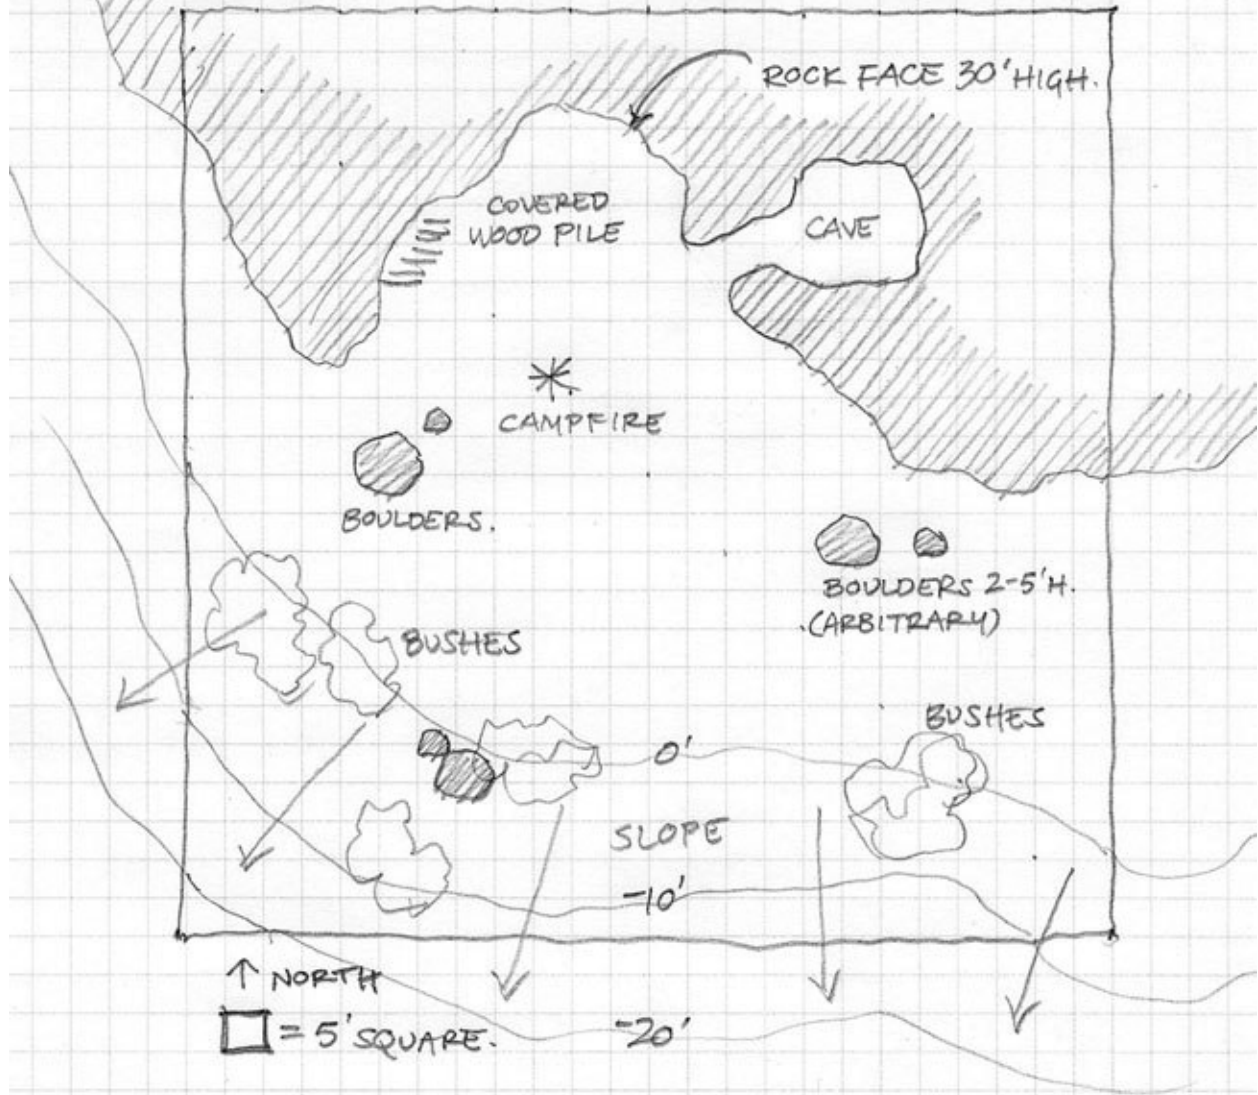 ROCK FACE 30' HIGH.
COVERED
WOOD PILE
CAVE
CAMPFIRE
BOULDERS.
BOULDERS 2-5'H.
(ARBITRARY)
BUSHES
BUSHES
0'
SLOPE
-10'
↑ NORTH
□ = 5' SQUARE.
-20'